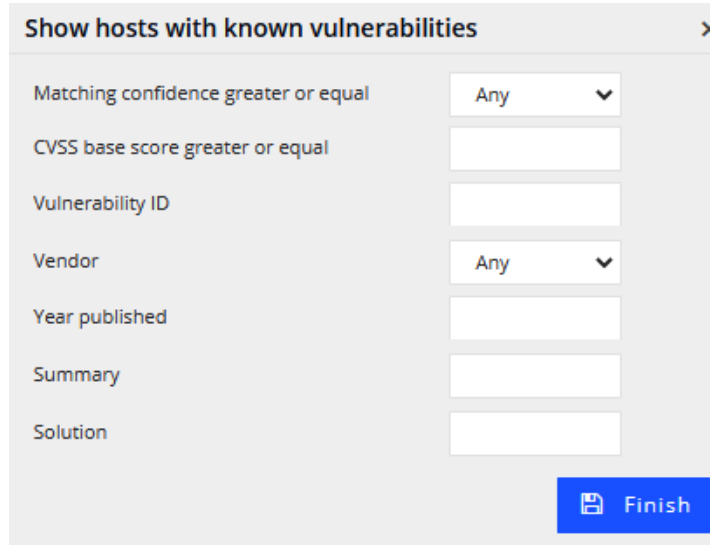 Show hosts with known vulnerabilities
Matching confidence greater or equal Any
CVSS base score greater or equal
Vulnerability ID
Vendor Any
Year published
Summary
Solution
Finish